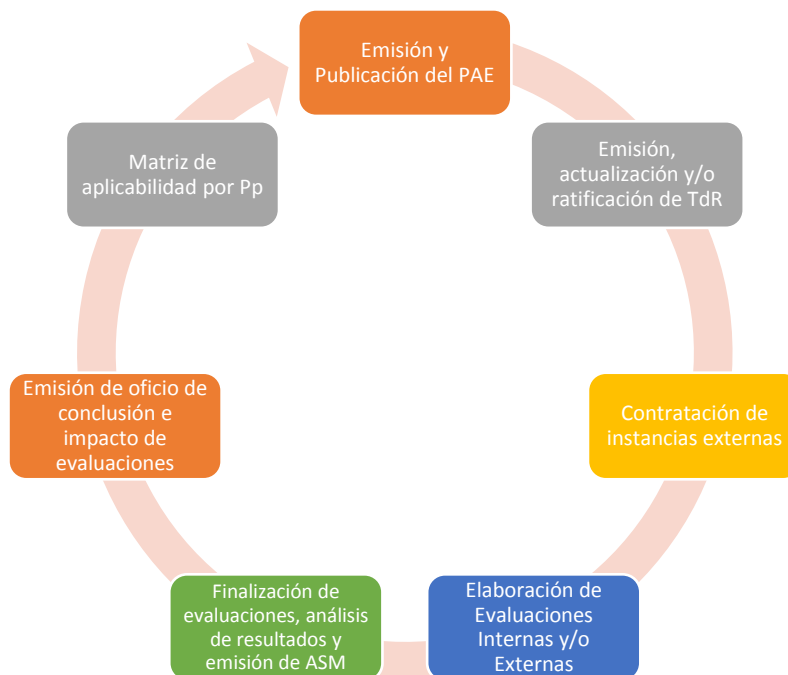 Emisión y
Publicación del PAE
Emisión,
actualización y/o
ratificación de TdR
Contratación de
instancias externas
Elaboración de
Evaluaciones
Internas y/o
Externas
Finalización de
evaluaciones, análisis
de resultados y
emisión de ASM
Emisión de oficio de
conclusión e
impacto de
evaluaciones
Matriz de
aplicabilidad por Pp